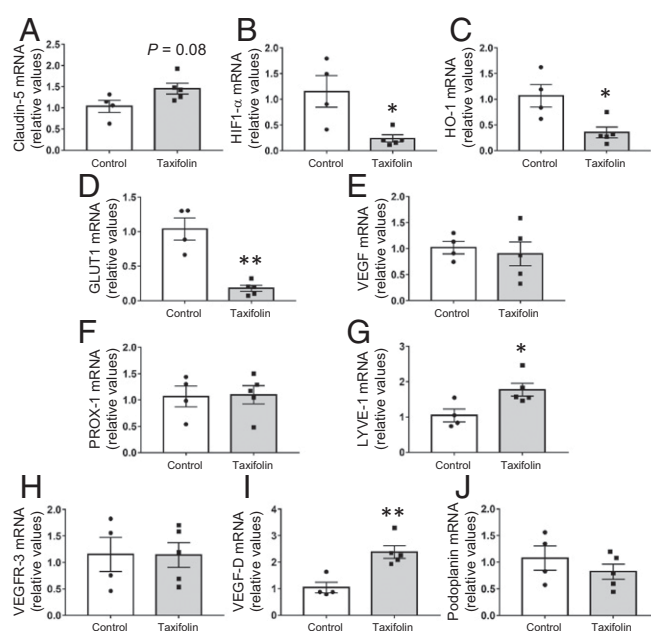 A
Claudin-5 mRNA
(relative values)
2.5
2.0
1.5
1.0
0.5
0.0
P = 0.08
Control
Taxifolin
B
HIF1-α mRNA
(relative values)
2.0
1.5
1.0
0.5
0.0
*
Control
Taxifolin
C
HO-1 mRNA
(relative values)
2.0
1.5
1.0
0.5
0.0
*
Control
Taxifolin
D
GLUT1 mRNA
(relative values)
1.5
1.0
0.5
0.0
**
Control
Taxifolin
E
VEGF mRNA
(relative values)
2.0
1.5
1.0
0.5
0.0
Control
Taxifolin
F
PROX-1 mRNA
(relative values)
2.0
1.5
1.0
0.5
0.0
Control
Taxifolin
G
LYVE-1 mRNA
(relative values)
3
2
1
0
*
Control
Taxifolin
H
VEGFR-3 mRNA
(relative values)
2.0
1.5
1.0
0.5
0.0
Control
Taxifolin
I
VEGF-D mRNA
(relative values)
4
3
2
1
0
**
Control
Taxifolin
J
Podoplanin mRNA
(relative values)
2.0
1.5
1.0
0.5
0.0
Control
Taxifolin